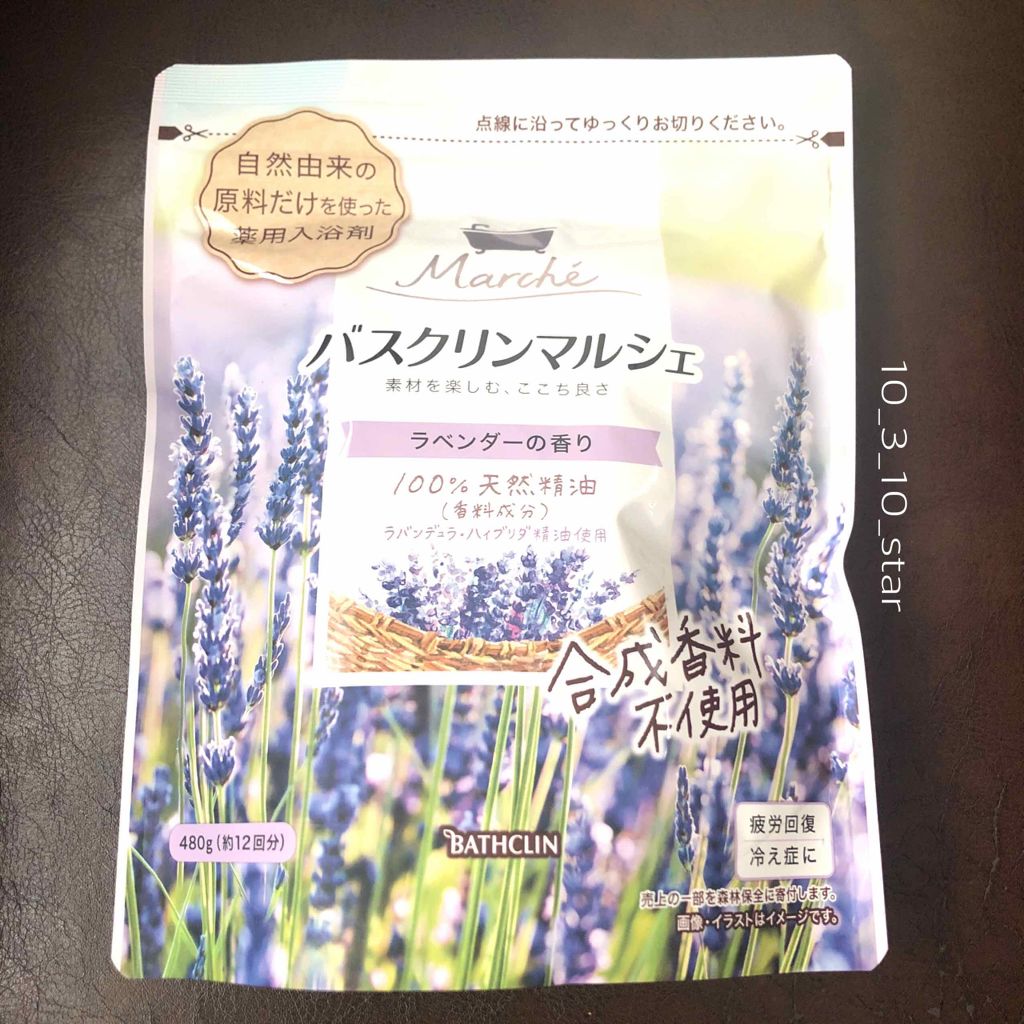 点線に沿ってゆっくりお切りください。
自然由来の
原料だけを使った
薬用入浴剤
Marché
バスクリンマルシェ
素材を楽しむ、ここち良さ
ラベンダーの香り
100%天然精油
(香料成分)
ラバンデュラ・ハイブリダ精油使用
合成香料
不使用
480g(約12回分)
BATHCLIN
疲労回復
冷え症に
売上の一部を森林保全に寄付します。
画像・イラストはイメージです。
10_3_10_star